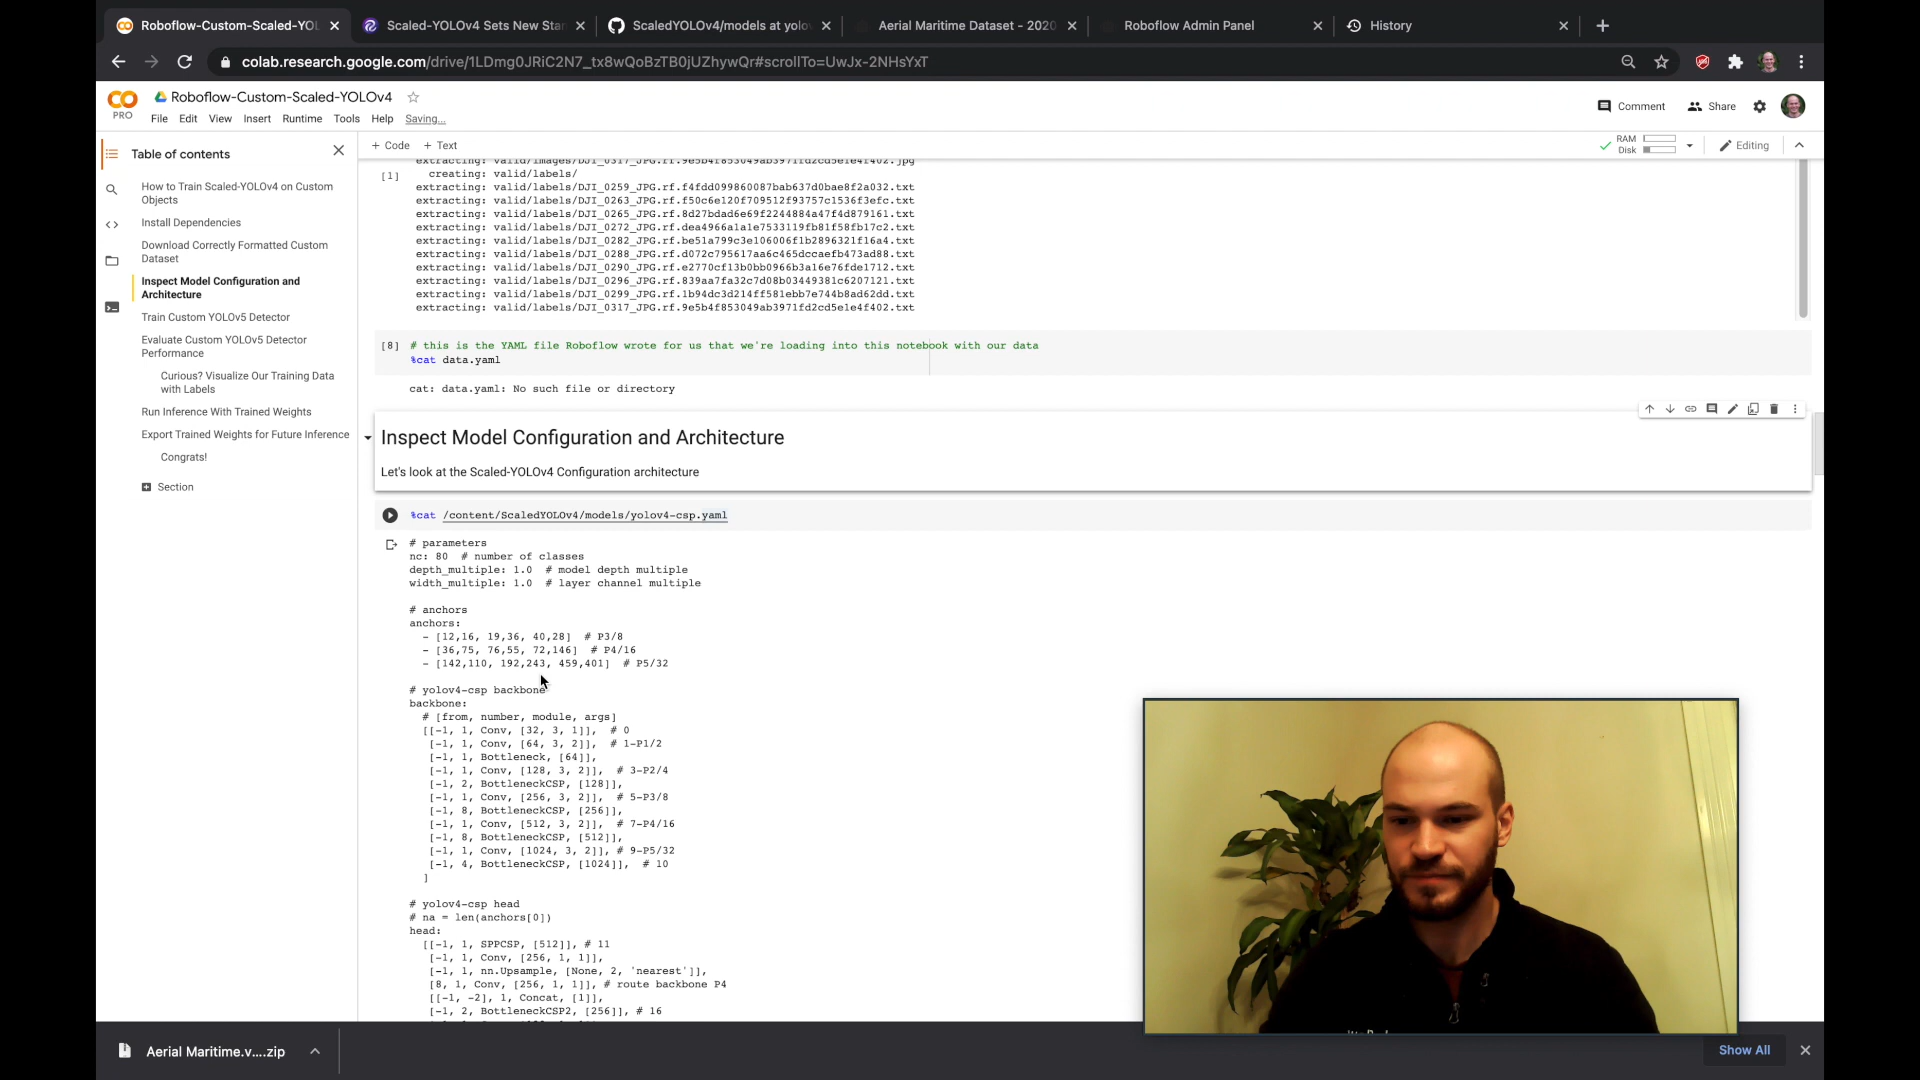 Roboflow-Custom-Scaled-YOL
Scaled-YOLOv4 Sets New Stan
ScaledYOLOv4/models at yolo
Aerial Maritime Dataset - 2020
Roboflow Admin Panel
History
colab.research.google.com/drive/1LDmg0JRiC2N7_tx8wQoBzTB0jUZhywQr#scrollTo=UwJx-2NHsYxT
PRO
Roboflow-Custom-Scaled-YOLOv4
File Edit View Insert Runtime Tools Help Saving...
Comment Share
+ Code + Text
RAM
Disk
Editing
Table of contents
How to Train Scaled-YOLOv4 on Custom
Objects
Install Dependencies
Download Correctly Formatted Custom
Dataset
Inspect Model Configuration and
Architecture
Train Custom YOLOv5 Detector
Evaluate Custom YOLOv5 Detector
Performance
Curious? Visualize Our Training Data
with Labels
Run Inference With Trained Weights
Export Trained Weights for Future Inference
Congrats!
Section
extracting: valid/images/DJI_0317_JPG.rf.9e5b4f853049ab3971fd2cd5e1e4f402.jpg
[1] creating: valid/labels/
extracting: valid/labels/DJI_0259_JPG.rf.f4fdd099860087bab637d0bae8f2a032.txt
extracting: valid/labels/DJI_0263_JPG.rf.f50c6e120f709512f93757c1536f3efc.txt
extracting: valid/labels/DJI_0265_JPG.rf.8d27bdad6e69f2244884a47f4d879161.txt
extracting: valid/labels/DJI_0272_JPG.rf.dea4966a1a1e7533119fb81f58fb17c2.txt
extracting: valid/labels/DJI_0282_JPG.rf.be51a799c3e106006f1b2896321f16a4.txt
extracting: valid/labels/DJI_0288_JPG.rf.d072c795617aa6c465dccaefb473ad88.txt
extracting: valid/labels/DJI_0290_JPG.rf.e2770cf13b0bb0966b3a16e76fde1712.txt
extracting: valid/labels/DJI_0296_JPG.rf.839aa7fa32c7d08b03449381c6207121.txt
extracting: valid/labels/DJI_0299_JPG.rf.1b94dc3d214ff581ebb7e744b8ad62dd.txt
extracting: valid/labels/DJI_0317_JPG.rf.9e5b4f853049ab3971fd2cd5e1e4f402.txt
[8] # this is the YAML file Roboflow wrote for us that we're loading into this notebook with our data
%cat data.yaml
cat: data.yaml: No such file or directory
Inspect Model Configuration and Architecture
Let's look at the Scaled-YOLOv4 Configuration architecture
%cat /content/ScaledYOLOv4/models/yolov4-csp.yaml
# parameters
nc: 80 # number of classes
depth_multiple: 1.0 # model depth multiple
width_multiple: 1.0 # layer channel multiple
# anchors
anchors:
- [12,16, 19,36, 40,28] # P3/8
- [36,75, 76,55, 72,146] # P4/16
- [142,110, 192,243, 459,401] # P5/32
# yolov4-csp backbone
backbone:
# [from, number, module, args]
[[-1, 1, Conv, [32, 3, 1]], # 0
[-1, 1, Conv, [64, 3, 2]], # 1-P1/2
[-1, 1, Bottleneck, [64]],
[-1, 1, Conv, [128, 3, 2]], # 3-P2/4
[-1, 2, BottleneckCSP, [128]],
[-1, 1, Conv, [256, 3, 2]], # 5-P3/8
[-1, 8, BottleneckCSP, [256]],
[-1, 1, Conv, [512, 3, 2]], # 7-P4/16
[-1, 8, BottleneckCSP, [512]],
[-1, 1, Conv, [1024, 3, 2]], # 9-P5/32
[-1, 4, BottleneckCSP, [1024]], # 10
]
# yolov4-csp head
# na = len(anchors[0])
head:
[[-1, 1, SPPCSP, [512]], # 11
[-1, 1, Conv, [256, 1, 1]],
[-1, 1, nn.Upsample, [None, 2, 'nearest']],
[8, 1, Conv, [256, 1, 1]], # route backbone P4
[[-1, -2], 1, Concat, [1]],
[-1, 2, BottleneckCSP2, [256]], # 16
Aerial Maritime.v....zip
Show All